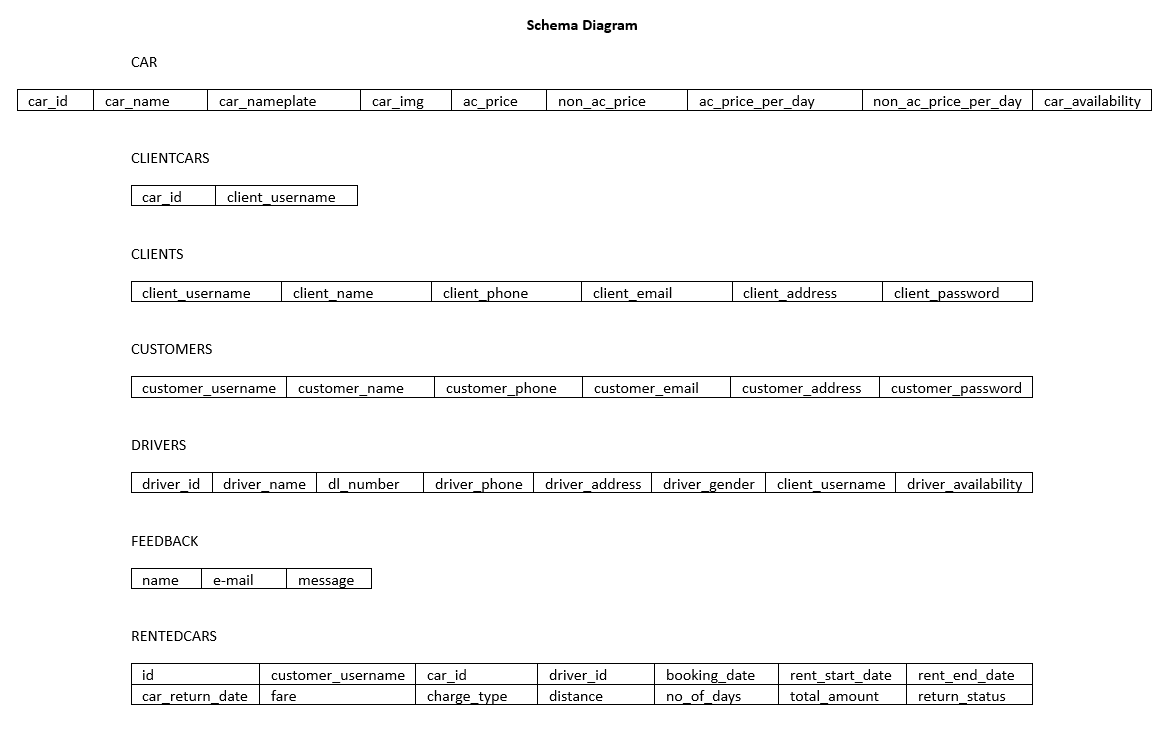 Schema Diagram
CAR
car_id car_name car_nameplate car_img ac_price non_ac_price ac_price_per_day non_ac_price_per_day car_availability
CLIENTCARS
car_id client_username
CLIENTS
client_username client_name client_phone client_email client_address client_password
CUSTOMERS
customer_username customer_name customer_phone customer_email customer_address customer_password
DRIVERS
driver_id driver_name dl_number driver_phone driver_address driver_gender client_username driver_availability
FEEDBACK
name e-mail message
RENTEDCARS
id customer_username car_id driver_id booking_date rent_start_date rent_end_date
car_return_date fare charge_type distance no_of_days total_amount return_status